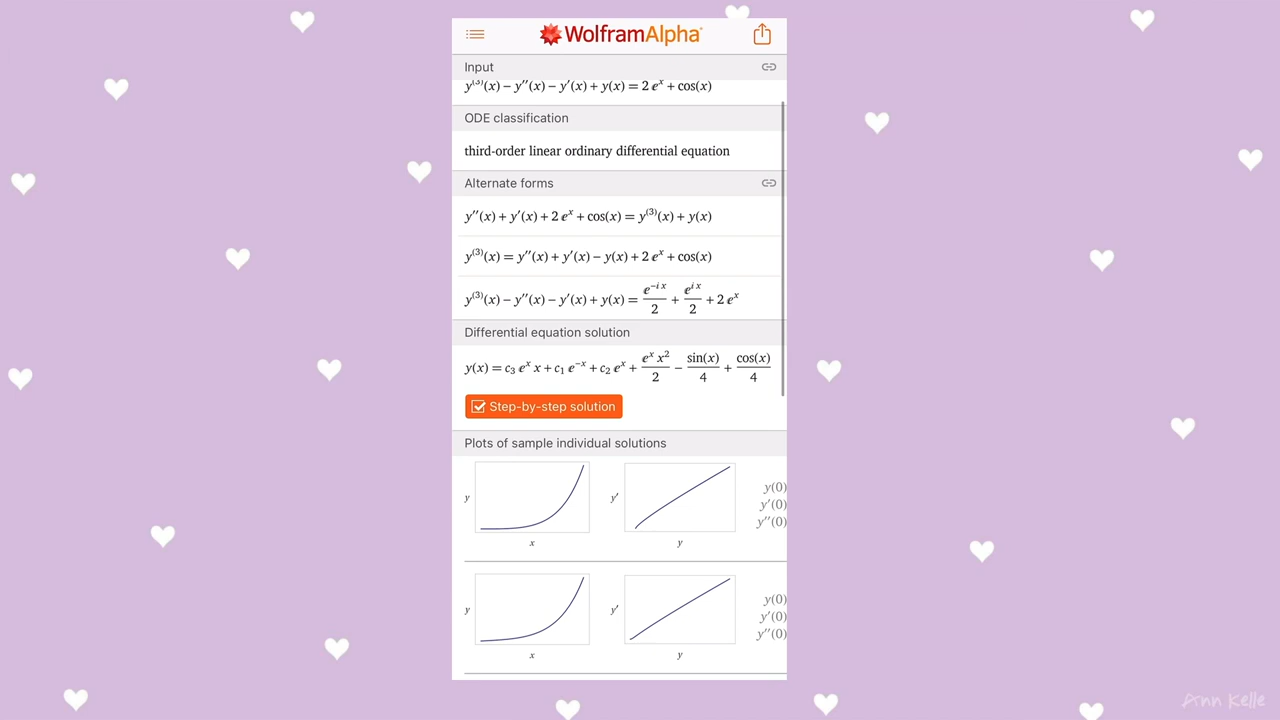 WolframAlpha
Input
y⁽³⁾(x) − y′′(x) − y′(x) + y(x) = 2 eˣ + cos(x)
ODE classification
third-order linear ordinary differential equation
Alternate forms
y′′(x) + y′(x) + 2 eˣ + cos(x) = y⁽³⁾(x) + y(x)
y⁽³⁾(x) = y′′(x) + y′(x) − y(x) + 2 eˣ + cos(x)
y⁽³⁾(x) − y′′(x) − y′(x) + y(x) = e^(−i x)/2 + e^(i x)/2 + 2 eˣ
Differential equation solution
y(x) = c₃ eˣ x + c₁ e⁻ˣ + c₂ eˣ + eˣ x²/2 − sin(x)/4 + cos(x)/4
Step-by-step solution
Plots of sample individual solutions
y
x
y′
y
y(0)
y′(0)
y′′(0)
y
x
y′
y
y(0)
y′(0)
y′′(0)
Ann Kelle